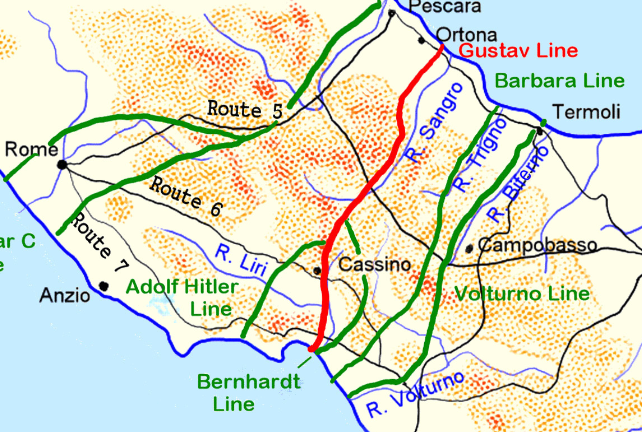 Pescara
Ortona
Gustav Line
Barbara Line
Route 5
R. Sangro
Termoli
R. Trigno
Rome
R. Biferno
Route 6
Route 7
ar C
e
R. Liri
Campobasso
Cassino
Anzio
Adolf Hitler
Line
Volturno Line
Bernhardt
Line
R. Volturno